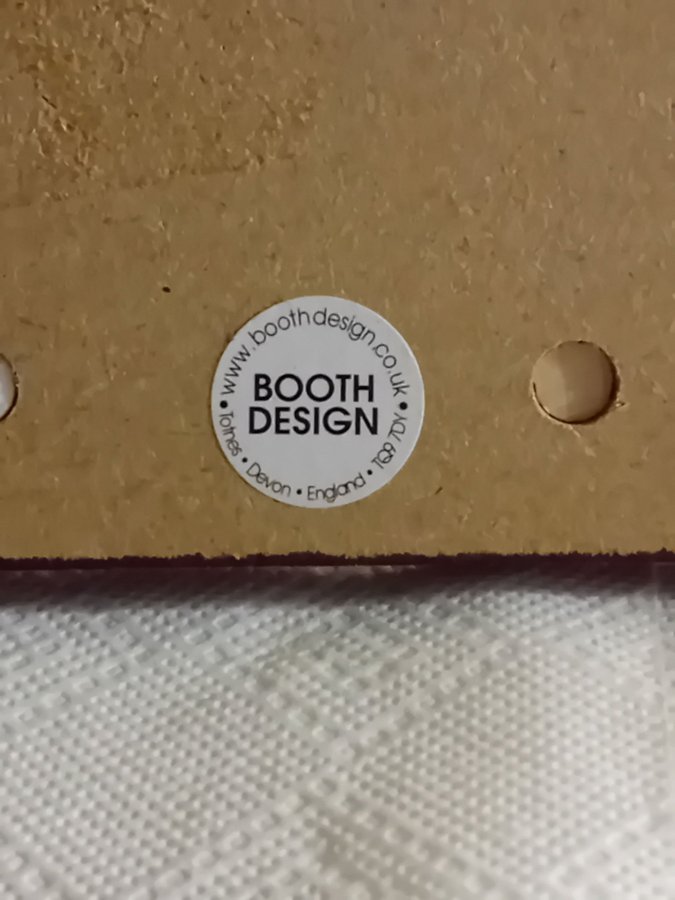 www.boothdesign.co.uk
BOOTH
DESIGN
• Totnes • Devon • England • TQ9 7DY •